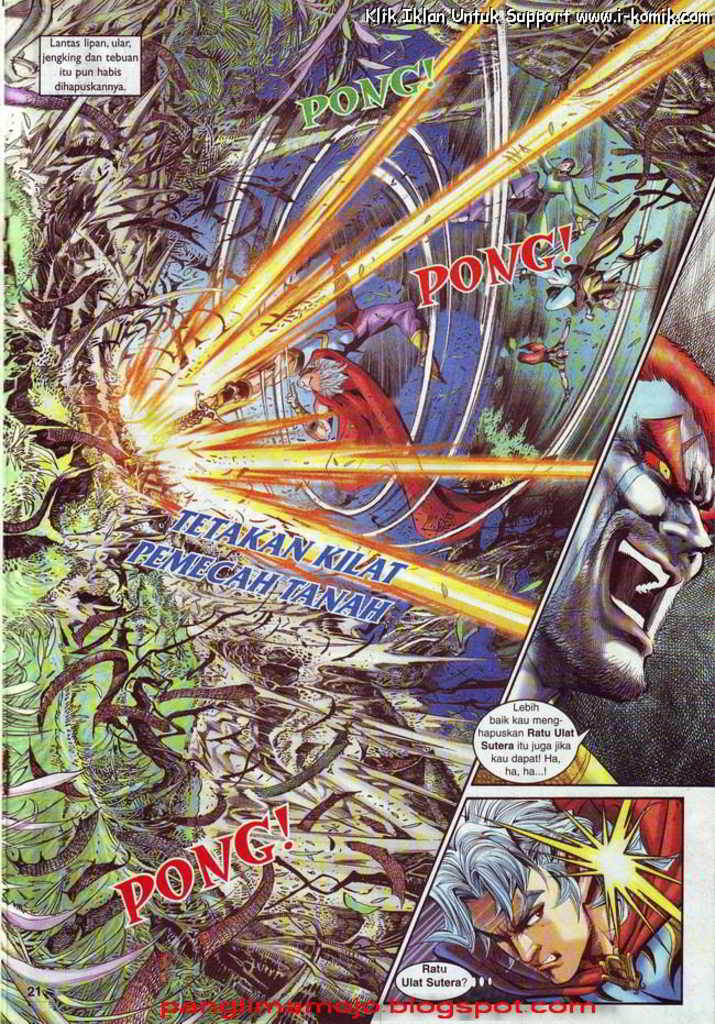 Klik Iklan Untuk Support www.i-komik.com
Lantas lipan, ular,
jengking dan tebuan
itu pun habis
dihapuskannya.
PONG!
PONG!
TETAKAN KILAT
PEMECAH TANAH
Lebih
baik kau meng-
hapuskan Ratu Ulat
Sutera itu juga jika
kau dapat! Ha,
ha, ha...!
PONG!
Ratu
Ulat Sutera?
21
panglimamojo.blogspot.com